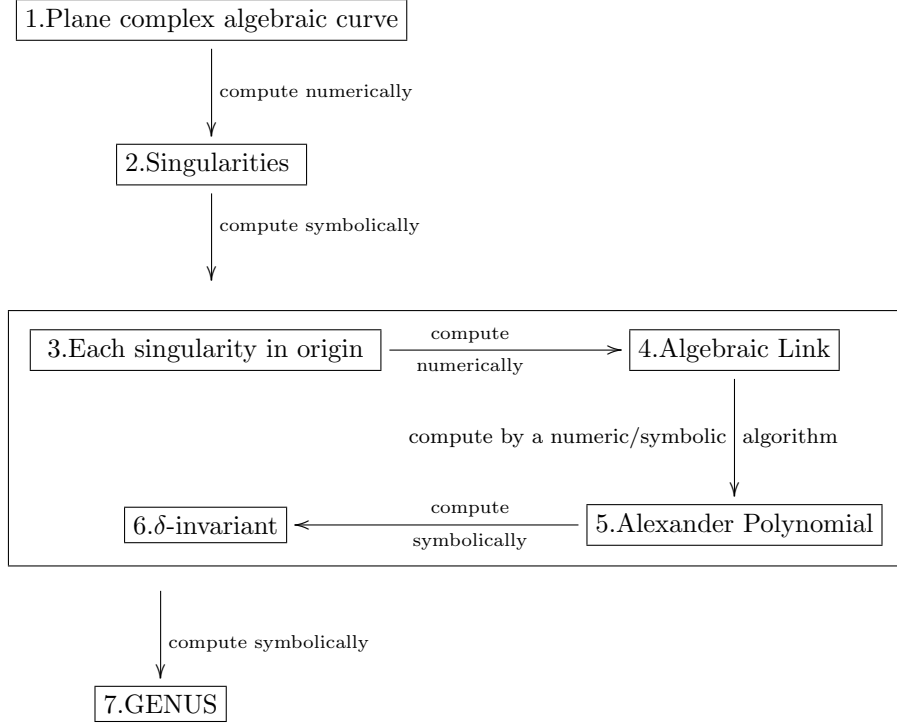 1.Plane complex algebraic curve
compute numerically
2.Singularities
compute symbolically
3.Each singularity in origin
compute
numerically
4.Algebraic Link
compute by a numeric/symbolic algorithm
6.δ-invariant
compute
symbolically
5.Alexander Polynomial
compute symbolically
7.GENUS